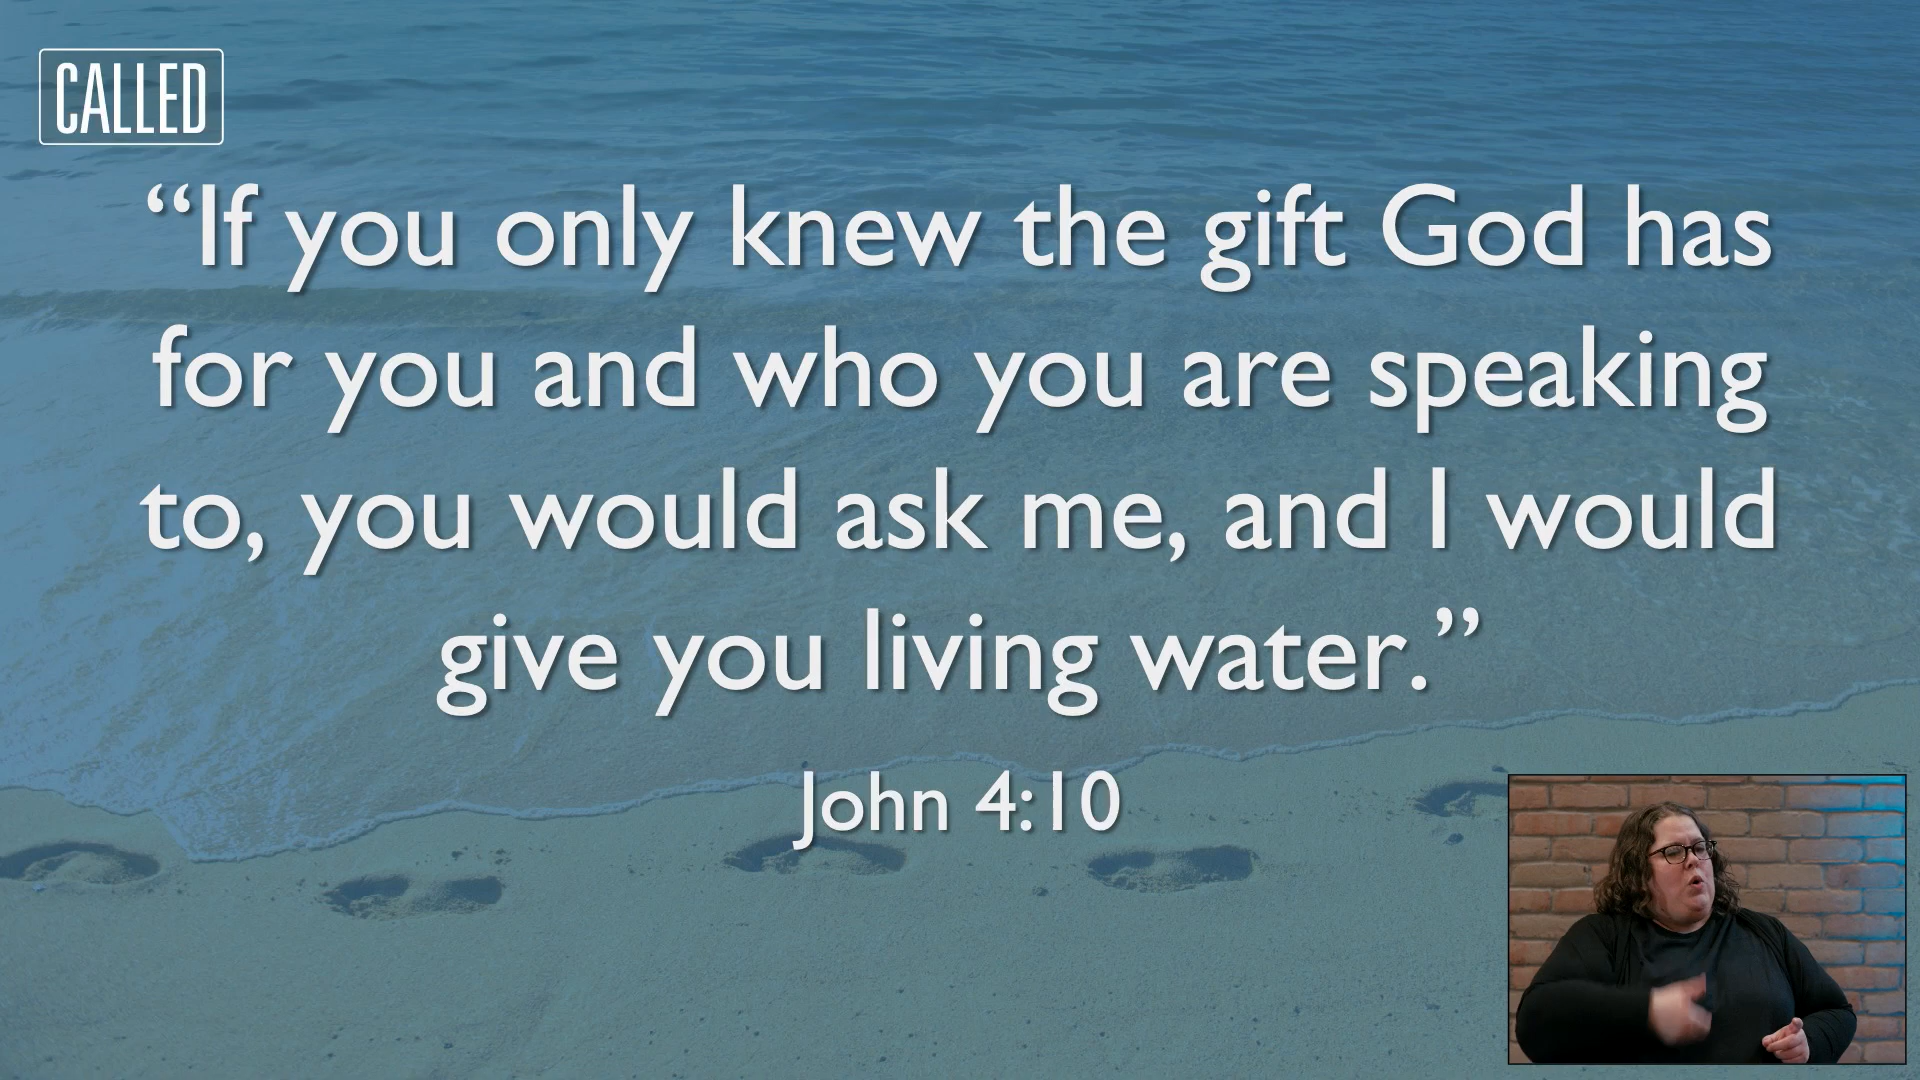 CALLED
“If you only knew the gift God has
for you and who you are speaking
to, you would ask me, and I would
give you living water.”
John 4:10